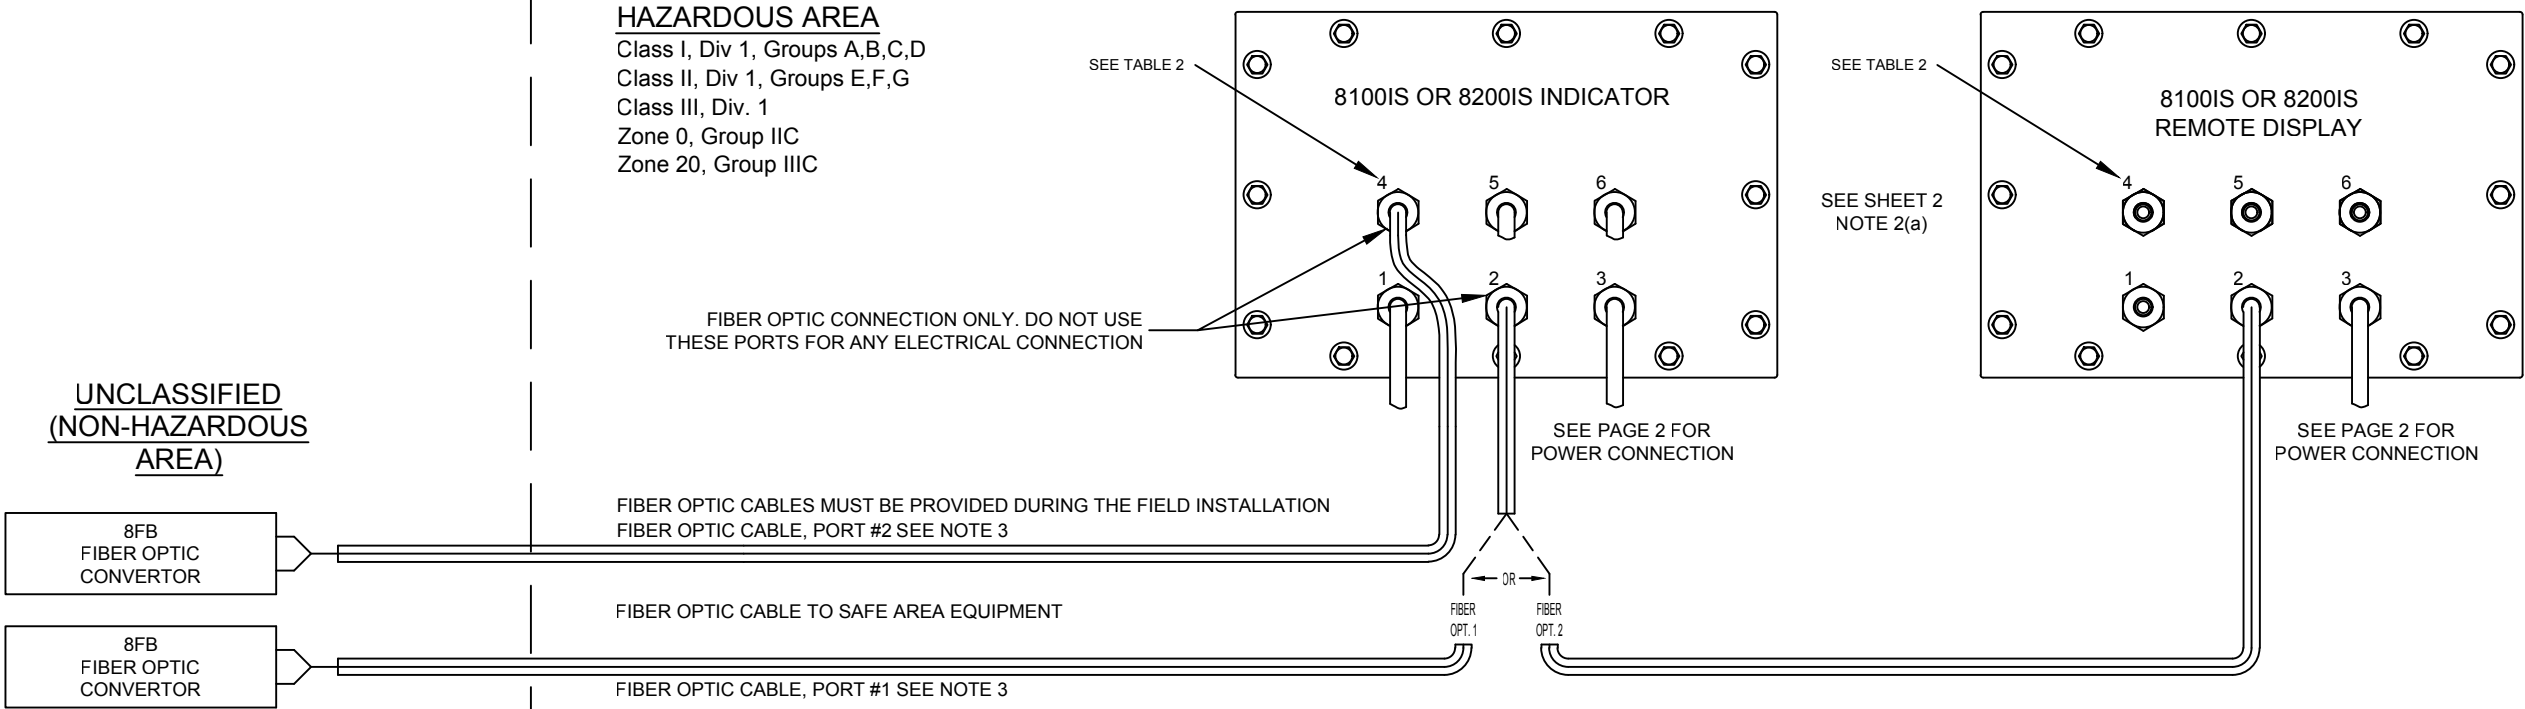 HAZARDOUS AREA
Class I, Div 1, Groups A,B,C,D
Class II, Div 1, Groups E,F,G
Class III, Div. 1
Zone 0, Group IIC
Zone 20, Group IIIC
SEE TABLE 2
8100IS OR 8200IS INDICATOR
4
5
6
1
2
3
FIBER OPTIC CONNECTION ONLY. DO NOT USE
THESE PORTS FOR ANY ELECTRICAL CONNECTION
SEE PAGE 2 FOR
POWER CONNECTION
SEE TABLE 2
8100IS OR 8200IS
REMOTE DISPLAY
SEE SHEET 2
NOTE 2(a)
4
5
6
1
2
3
SEE PAGE 2 FOR
POWER CONNECTION
UNCLASSIFIED
(NON-HAZARDOUS
AREA)
8FB
FIBER OPTIC
CONVERTOR
FIBER OPTIC CABLES MUST BE PROVIDED DURING THE FIELD INSTALLATION
FIBER OPTIC CABLE, PORT #2 SEE NOTE 3
OR
FIBER
OPT. 1
FIBER
OPT. 2
FIBER OPTIC CABLE TO SAFE AREA EQUIPMENT
8FB
FIBER OPTIC
CONVERTOR
FIBER OPTIC CABLE, PORT #1 SEE NOTE 3